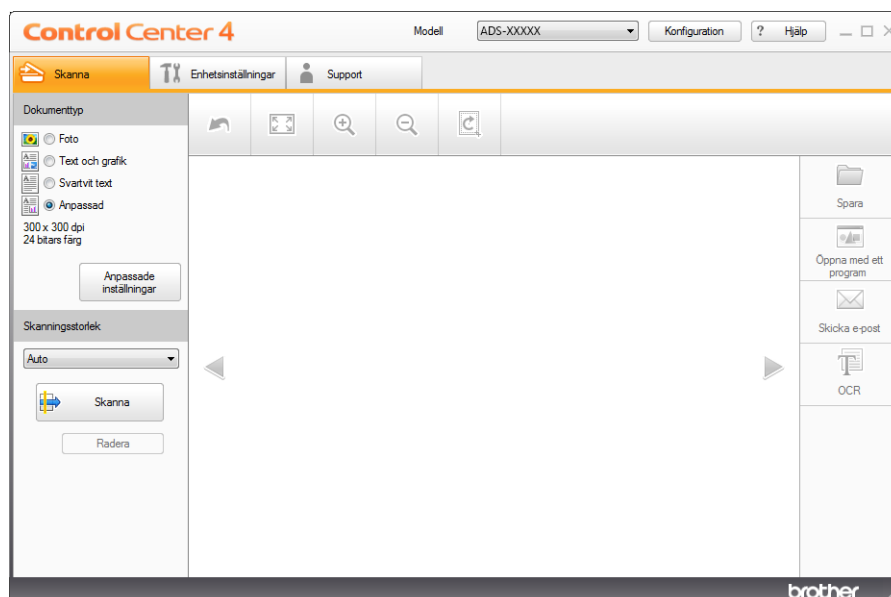 Control Center 4
Modell
ADS-XXXXX
Konfiguration
? Hjälp
Skanna
Enhetsinställningar
Support
Dokumenttyp
Foto
Text och grafik
Svartvit text
Anpassad
300 x 300 dpi
24 bitars färg
Anpassade
inställningar
Skanningsstorlek
Auto
Skanna
Radera
Spara
Öppna med ett
program
Skicka e-post
OCR
brother